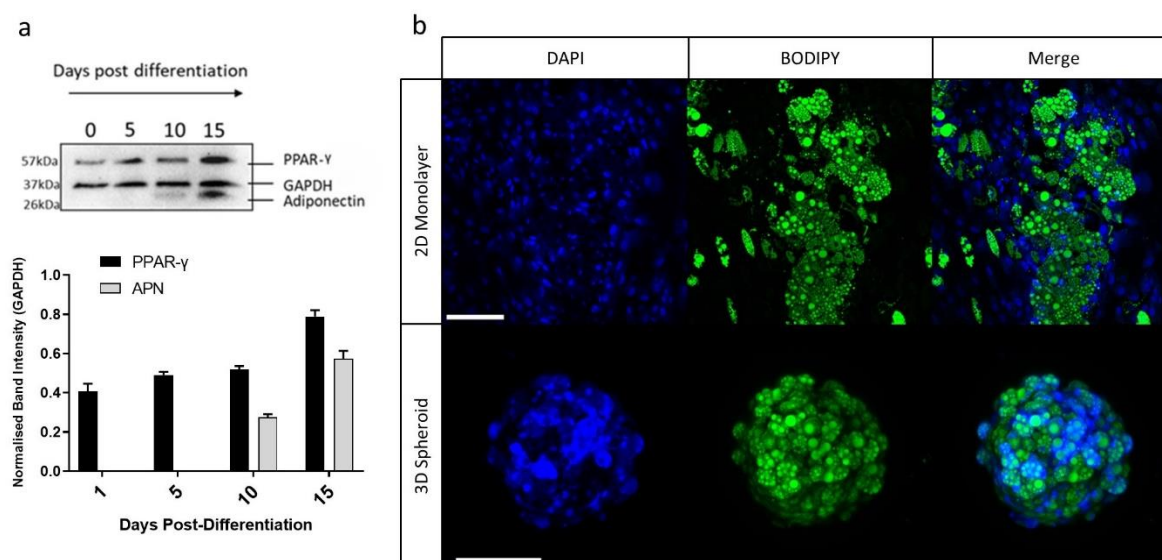 a
Days post differentiation
0 5 10 15
57kDa
37kDa
26kDa
PPAR-Y
GAPDH
Adiponectin
PPAR-γ
APN
Normalised Band Intensity (GAPDH)
1.0
0.8
0.6
0.4
0.2
0.0
1 5 10 15
Days Post-Differentiation
b
DAPI BODIPY Merge
2D Monolayer
3D Spheroid